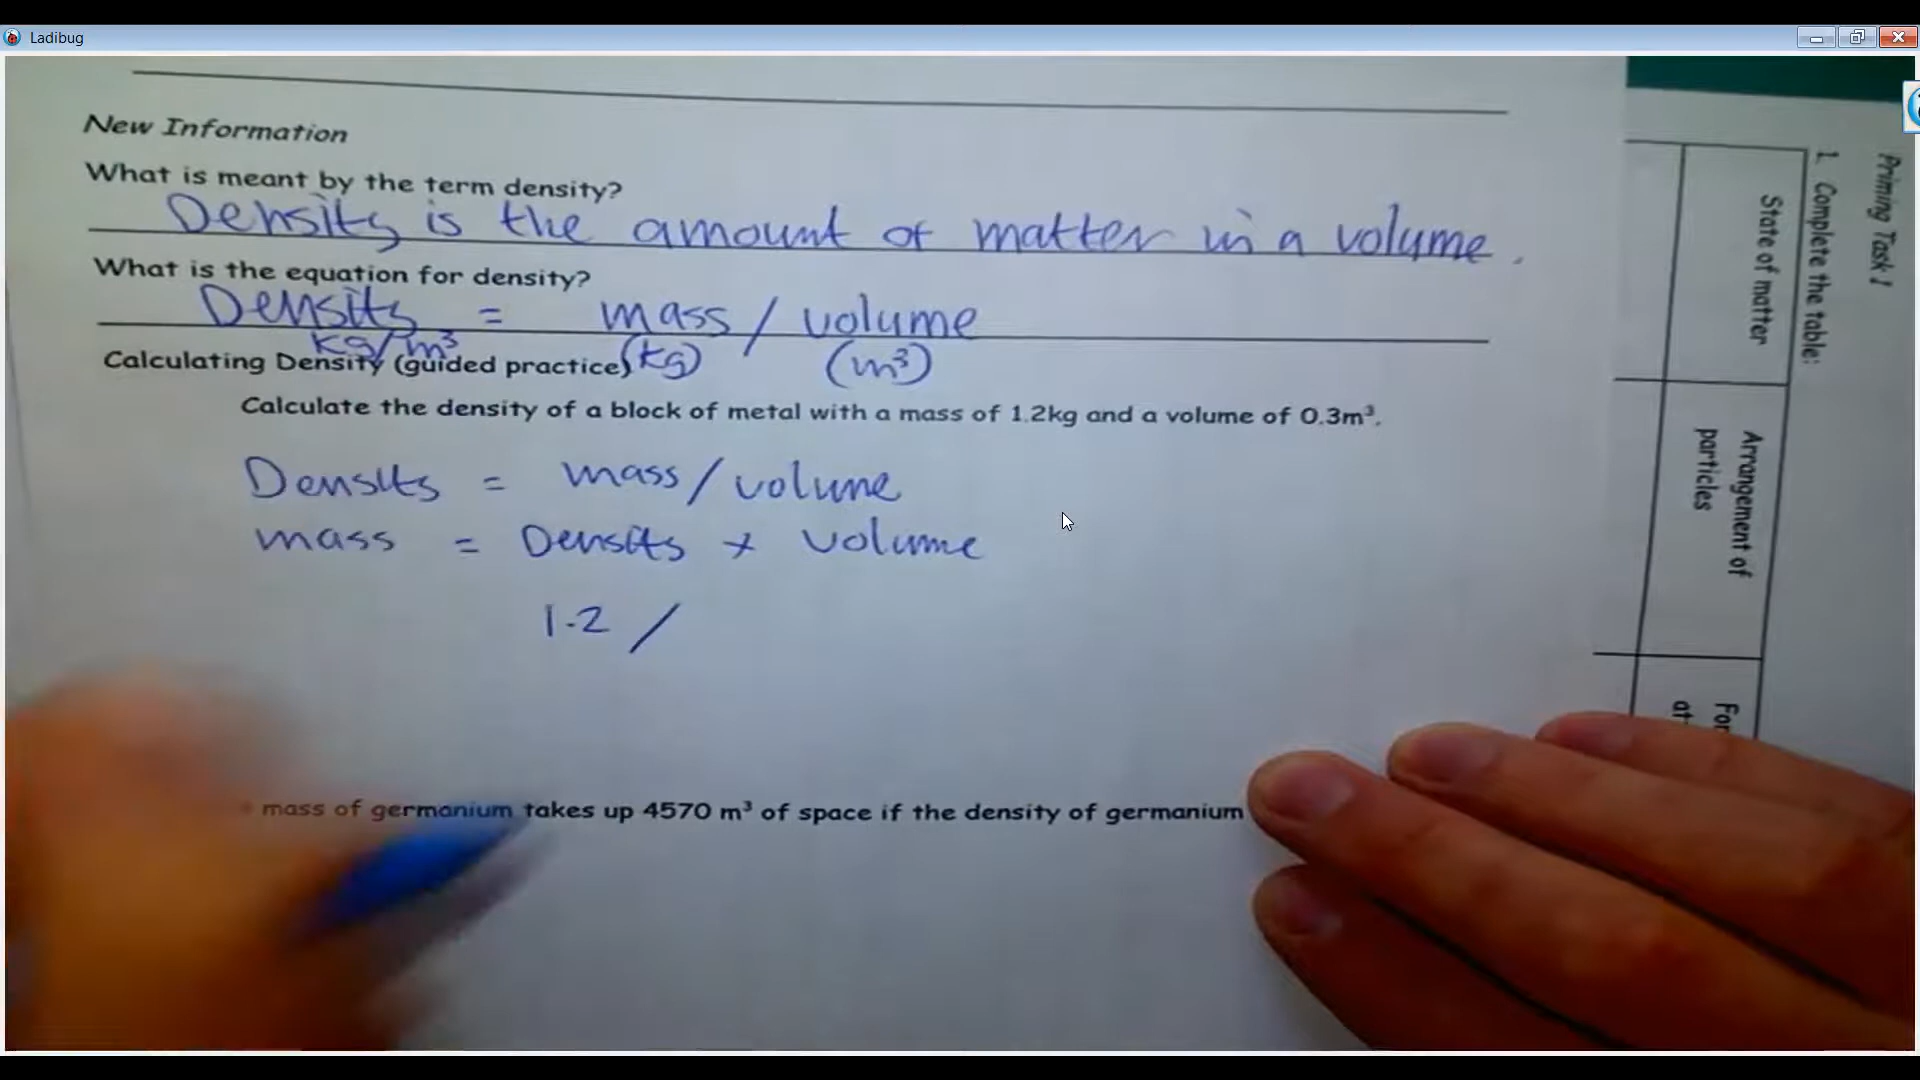 Ladibug
New Information
What is meant by the term density?
Density is the amount of matter in a volume.
What is the equation for density?
Density = mass / volume
kg/m³ (kg) (m³)
Calculating Density (guided practice)
Calculate the density of a block of metal with a mass of 1.2kg and a volume of 0.3m³.
Density = mass / volume
mass = Density × volume
1.2 /
mass of germanium takes up 4570 m³ of space if the density of germanium
Priming Task 1
1. Complete the table:
State of matter
Arrangement of
particles